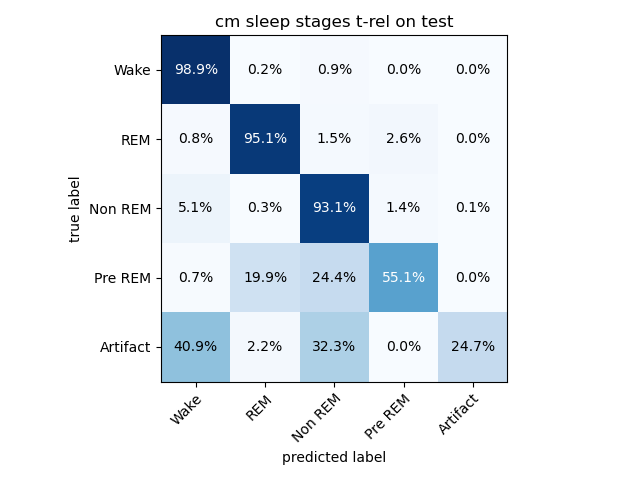 cm sleep stages t-rel on test
Wake 98.9% 0.2% 0.9% 0.0% 0.0%
REM 0.8% 95.1% 1.5% 2.6% 0.0%
Non REM 5.1% 0.3% 93.1% 1.4% 0.1%
Pre REM 0.7% 19.9% 24.4% 55.1% 0.0%
Artifact 40.9% 2.2% 32.3% 0.0% 24.7%
true label
Wake REM Non REM Pre REM Artifact
predicted label